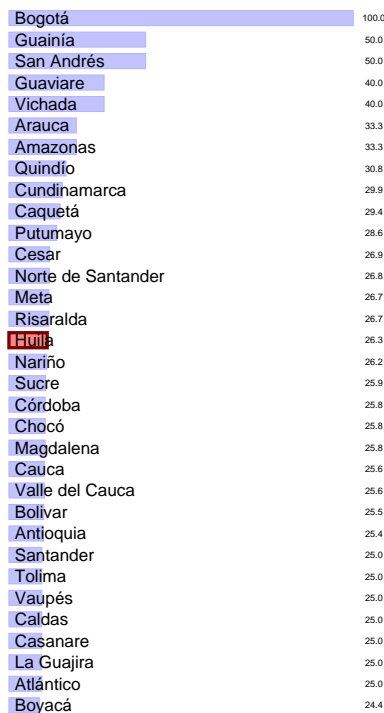 Bogotá 100.0
Guainía 50.0
San Andrés 50.0
Guaviare 40.0
Vichada 40.0
Arauca 33.3
Amazonas 33.3
Quindío 30.8
Cundinamarca 29.9
Caquetá 29.4
Putumayo 28.6
Cesar 26.9
Norte de Santander 26.8
Meta 26.7
Risaralda 26.7
Huila 26.3
Nariño 26.2
Sucre 25.9
Córdoba 25.8
Chocó 25.8
Magdalena 25.8
Cauca 25.6
Valle del Cauca 25.6
Bolivar 25.5
Antioquia 25.4
Santander 25.0
Tolima 25.0
Vaupés 25.0
Caldas 25.0
Casanare 25.0
La Guajira 25.0
Atlántico 25.0
Boyacá 24.4